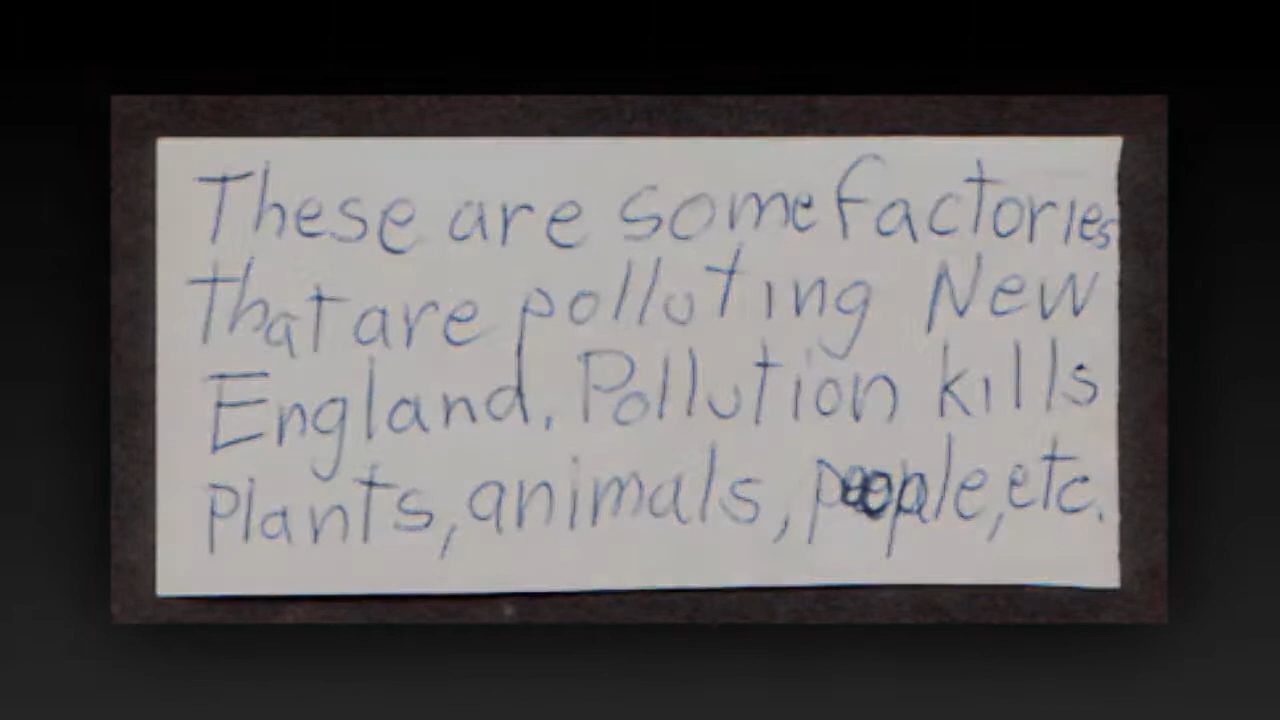 These are some factories
that are polluting New
England. Pollution kills
plants, animals, people, etc.